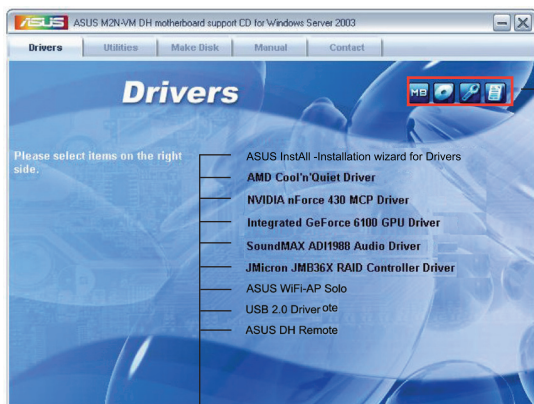 ASUS ASUS M2N-VM DH motherboard support CD for Windows Server 2003
Drivers Utilities Make Disk Manual Contact
Drivers
MB
Please select items on the right
side.
ASUS InstAll -Installation wizard for Drivers
AMD Cool'n'Quiet Driver
NVIDIA nForce 430 MCP Driver
Integrated GeForce 6100 GPU Driver
SoundMAX ADI1988 Audio Driver
JMicron JMB36X RAID Controller Driver
ASUS WiFi-AP Solo
USB 2.0 Driver ote
ASUS DH Remote